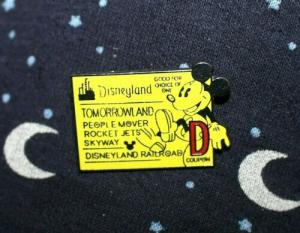 GOOD FOR
CHOICE OF
ONE
Disneyland
TOMORROWLAND
PEOPLE MOVER
ROCKET JETS
SKYWAY
DISNEYLAND RAILROAD
D
COUPON